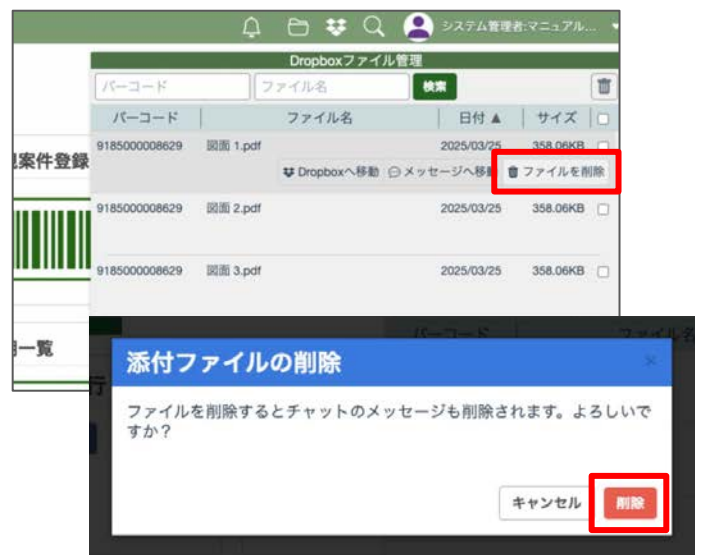 システム管理者:マニュアル...
Dropboxファイル管理
バーコード ファイル名 検索
バーコード ファイル名 日付▲ サイズ
9185000008629 図面 1.pdf 2025/03/25 358.06KB
Dropboxへ移動 メッセージへ移動 ファイルを削除
9185000008629 図面 2.pdf 2025/03/25 358.06KB
9185000008629 図面 3.pdf 2025/03/25 358.06KB
案件登録
一覧
バーコード ファイル名
行
添付ファイルの削除 ×
ファイルを削除するとチャットのメッセージも削除されます。よろしいで
すか？
キャンセル 削除